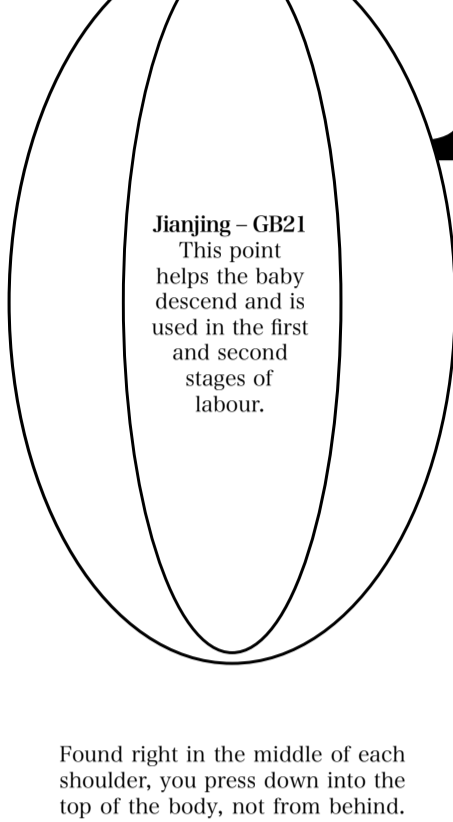 Jianjing – GB21
This point
helps the baby
descend and is
used in the first
and second
stages of
labour.
Found right in the middle of each
shoulder, you press down into the
top of the body, not from behind.